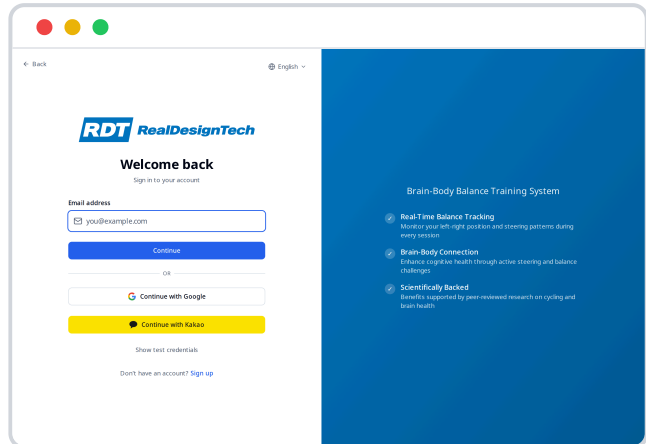 Back
English
RDT RealDesignTech
Welcome back
Sign in to your account
Email address
you@example.com
Continue
OR
Continue with Google
Continue with Kakao
Show test credentials
Don't have an account? Sign up
Brain-Body Balance Training System
Real-Time Balance Tracking
Monitor your left-right position and steering patterns during
every session
Brain-Body Connection
Enhance cognitive health through active steering and balance
challenges
Scientifically Backed
Benefits supported by peer-reviewed research on cycling and
brain health